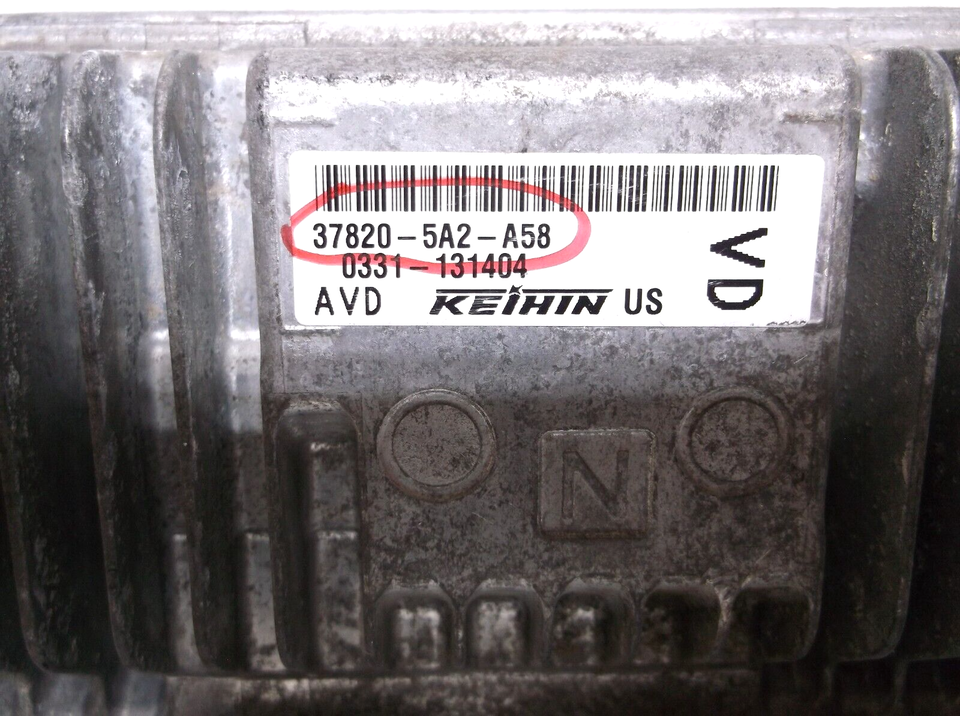 37820-5A2-A58
0331-131404
AVD KEIHIN US
VD
N